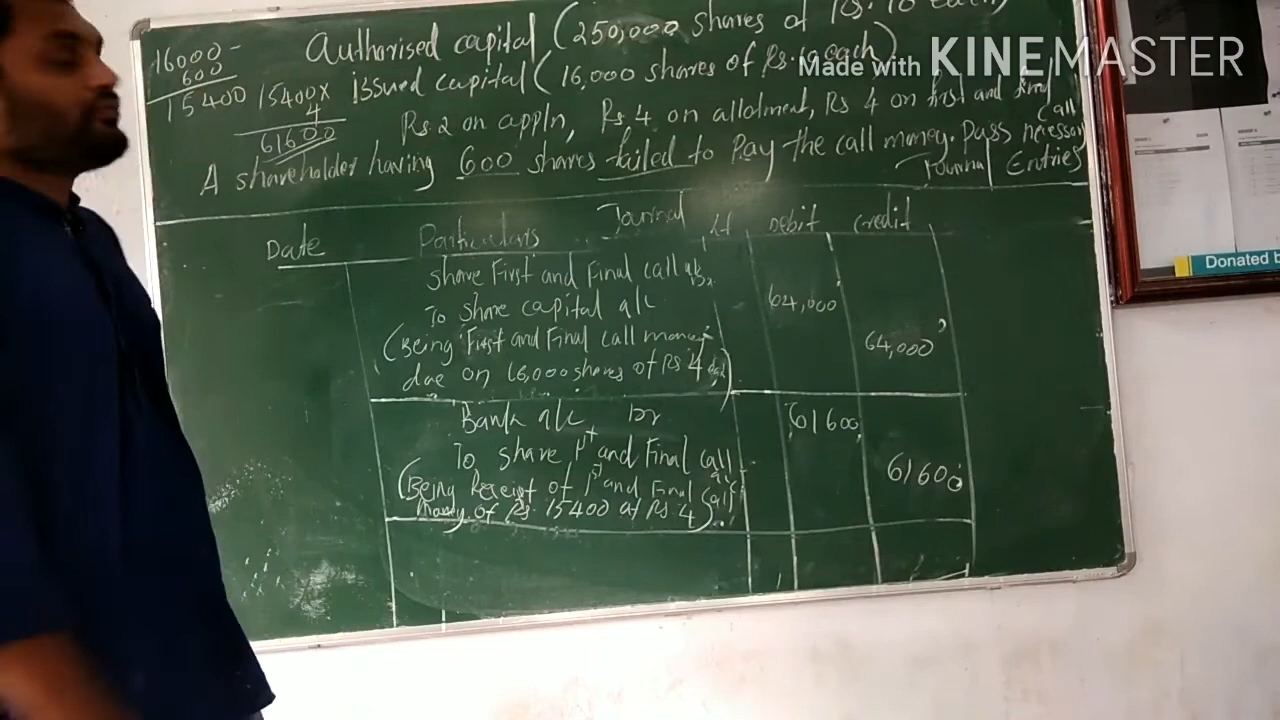 Authorised capital (250,000 shares of Rs. 10 each)
Made with KINEMASTER
16000-
600
15400
15400x
4
61600
issued capital (16,000 shares of Rs. 10 each)
Rs 2 on appln, Rs 4 on allotment, Rs 4 on first and final call
A shareholder having 600 shares failed to Pay the call money. Pass necessary
Journal Entries
Journal
Date Particulars Debit credit
share First and Final call a/c
To share capital a/c
64,000
64,000
(Being First and Final call money
due on 16,000 shares of Rs 4
Bank a/c Dr
61600
To share 1st and Final call
a/c
61600
(Being Receipt of 1st and Final call
money of Rs. 15400 at Rs 4)
Donated b